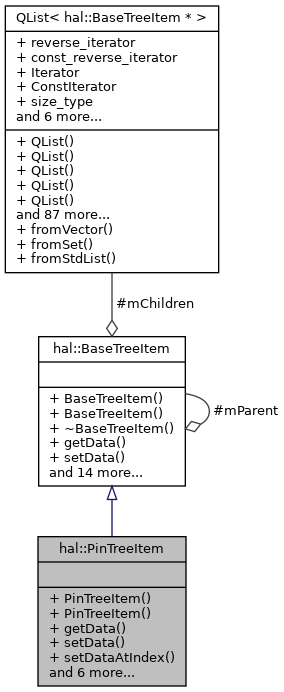 QList< hal::BaseTreeItem * >
+ reverse_iterator
+ const_reverse_iterator
+ Iterator
+ ConstIterator
+ size_type
and 6 more...
+ QList()
+ QList()
+ QList()
+ QList()
+ QList()
and 87 more...
+ fromVector()
+ fromSet()
+ fromStdList()
#mChildren
hal::BaseTreeItem
+ BaseTreeItem()
+ BaseTreeItem()
+ ~BaseTreeItem()
+ getData()
+ setData()
and 14 more...
#mParent
hal::PinTreeItem
+ PinTreeItem()
+ PinTreeItem()
+ getData()
+ setData()
+ setDataAtIndex()
and 6 more...